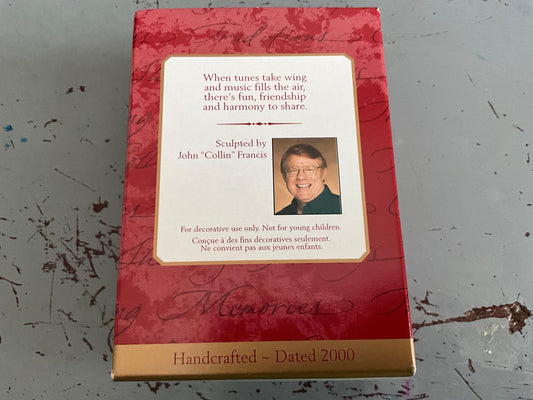 Traditions
When tunes take wing
and music fills the air,
there's fun, friendship
and harmony to share.
Sculpted by
John "Collin" Francis
For decorative use only. Not for young children.
Conçue à des fins décoratives seulement.
Ne convient pas aux jeunes enfants.
Memories
Handcrafted ~ Dated 2000